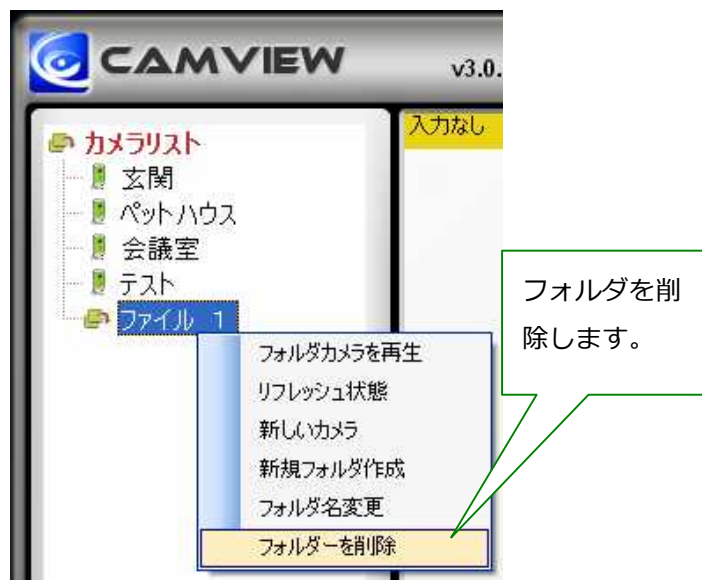 CAMVIEW
v3.0.
カメラリスト
玄関
ペットハウス
会議室
テスト
ファイル 1
入力なし
フォルダカメラを再生
リフレッシュ状態
新しいカメラ
新規フォルダ作成
フォルダ名変更
フォルダーを削除
フォルダを削
除します。